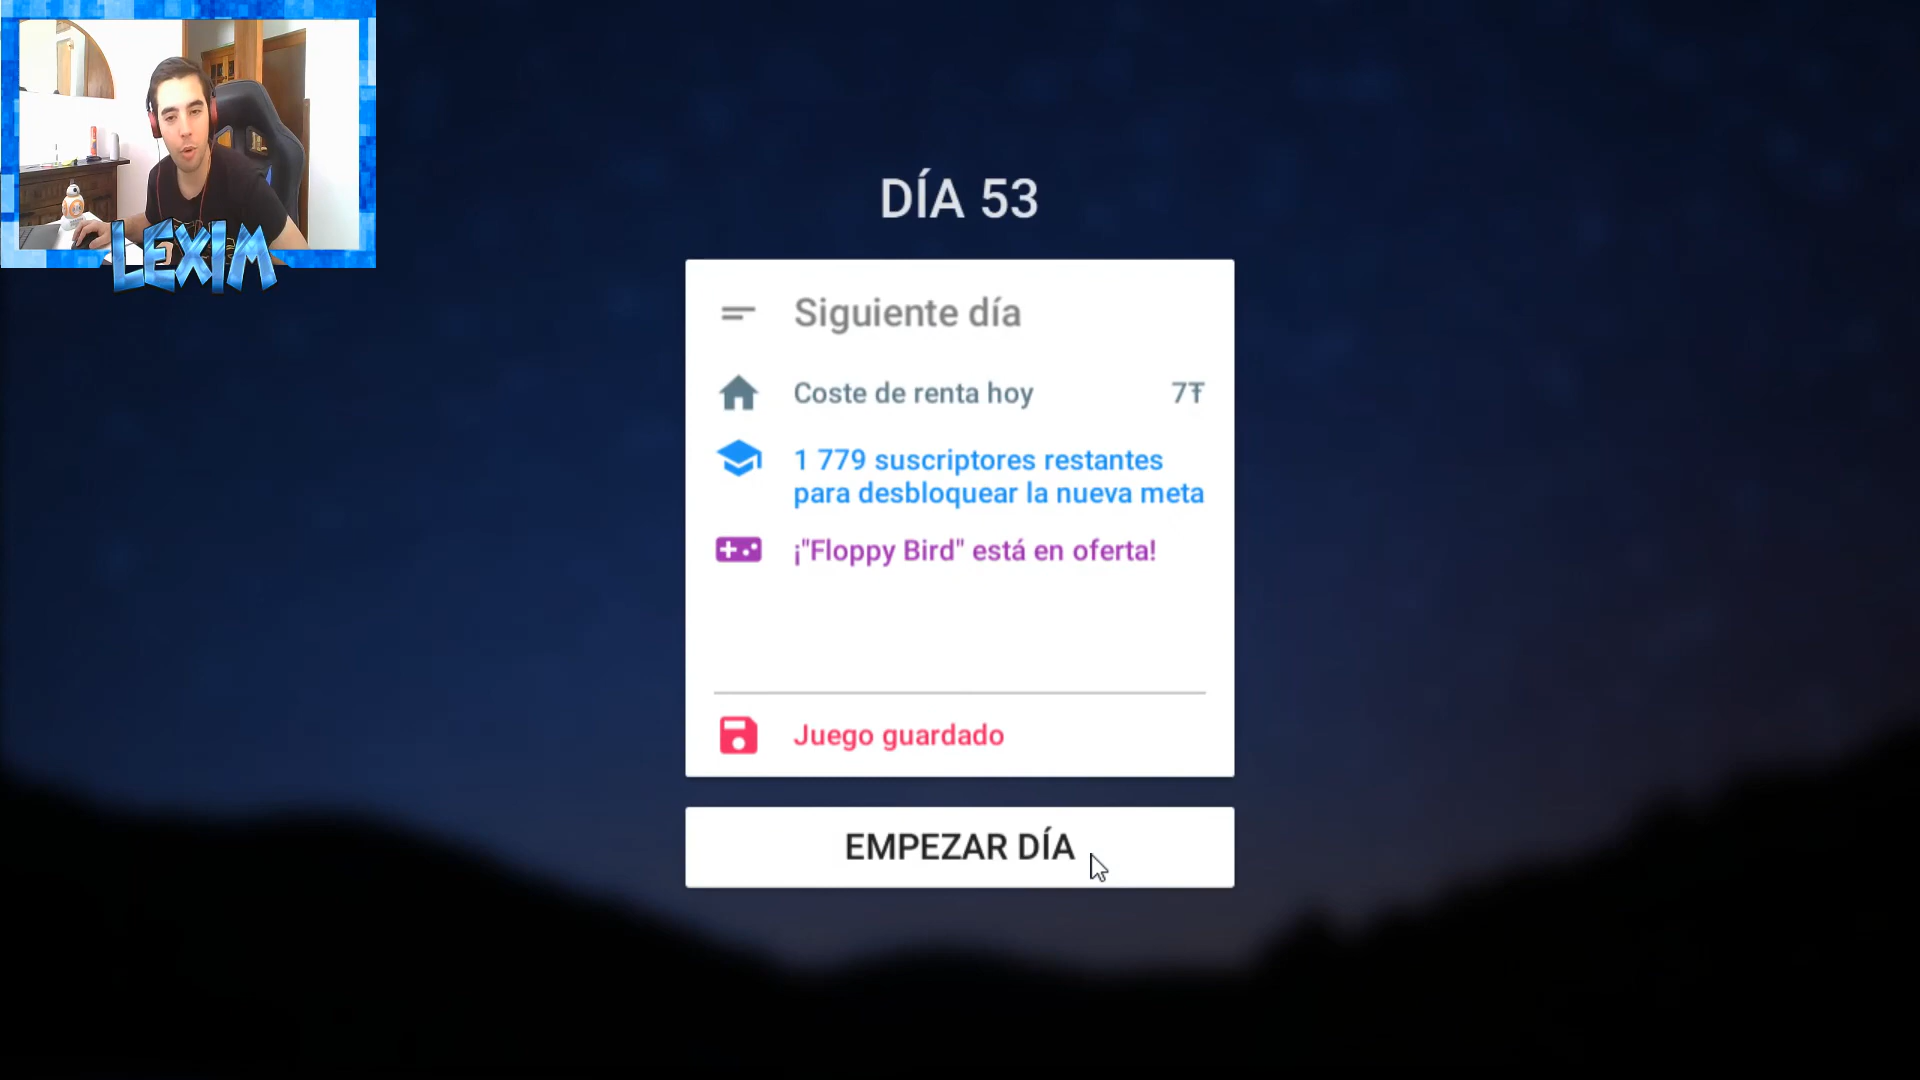 LEXIM
DÍA 53
Siguiente día
Coste de renta hoy 7Ŧ
1 779 suscriptores restantes
para desbloquear la nueva meta
¡"Floppy Bird" está en oferta!
Juego guardado
EMPEZAR DÍA